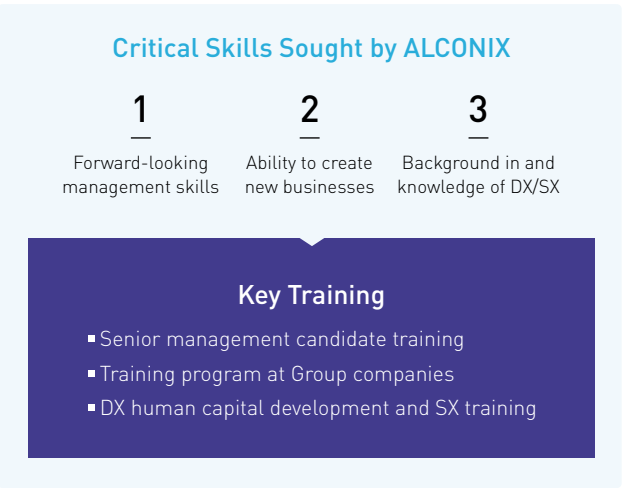 Critical Skills Sought by ALCONIX
1
Forward-looking
management skills
2
Ability to create
new businesses
3
Background in and
knowledge of DX/SX
Key Training
Senior management candidate training
Training program at Group companies
DX human capital development and SX training